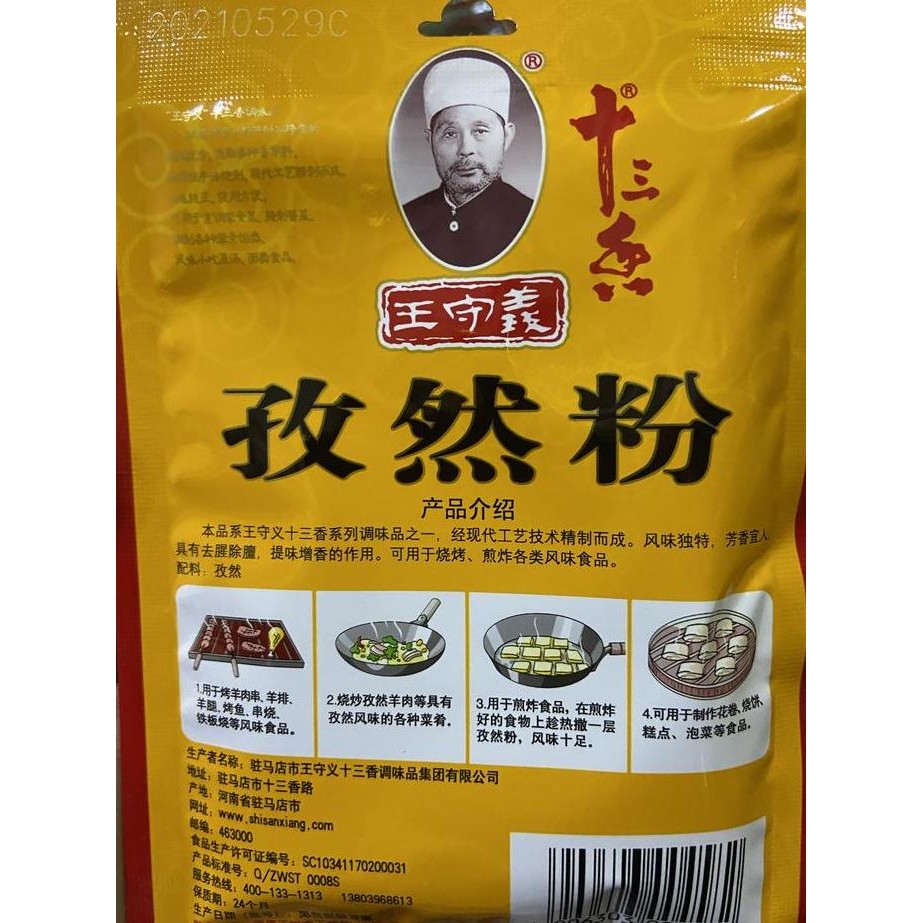 20210529C
®
®
十三香
王守義
孜然粉
产品介绍
本品系王守义十三香系列调味品之一，经现代工艺技术精制而成。风味独特，芳香宜人
具有去腥除膻，提味增香的作用。可用于烧烤、煎炸各类风味食品。
配料：孜然
1.用于烤羊肉串、羊排、
羊腿、烤鱼、串烧、
铁板烧等风味食品。
2.烧炒孜然羊肉等具有
孜然风味的各种菜肴。
3.用于煎炸食品，在煎炸
好的食物上趁热撒一层
孜然粉，风味十足。
4.可用于制作花卷、烧饼、
糕点、泡菜等食品。
生产者名称：驻马店市王守义十三香调味品集团有限公司
地址：驻马店市十三香路
产地：河南省驻马店市
网址：www.shisanxiang.com
邮编：463000
食品生产许可证编号：SC10341170200031
产品标准号：Q/ZWST 0008S
服务热线：400-133-1313 13803968613
保质期：24个月
生产日期